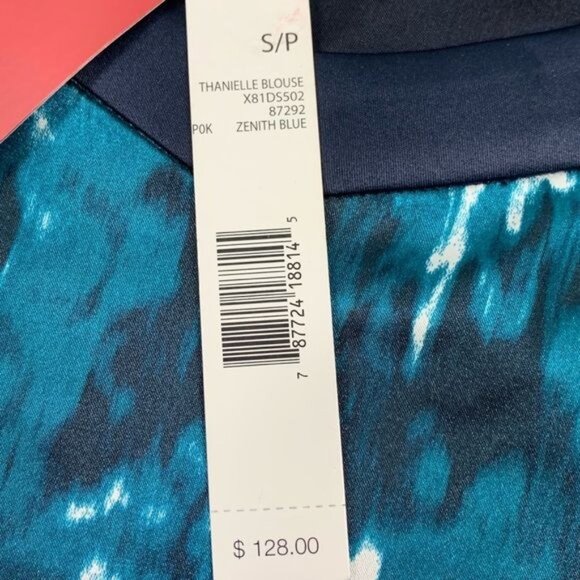 S/P
THANIELLE BLOUSE
X81DS502
87292
P0K ZENITH BLUE
7 87724 18814 5
$ 128.00